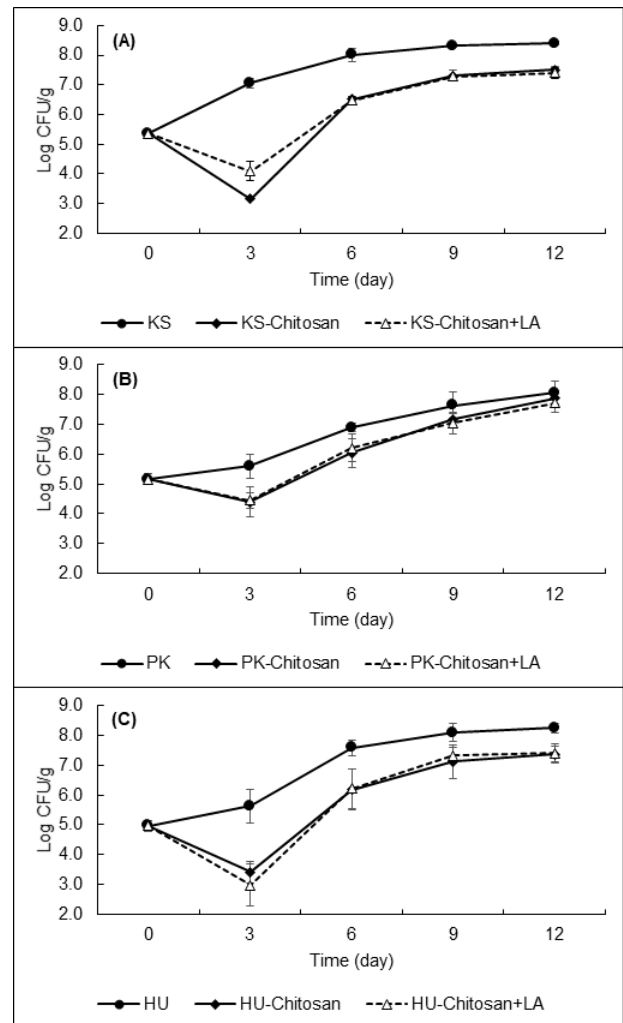 (A)
9.0
8.0
7.0
6.0
5.0
4.0
3.0
2.0
Log CFU/g
0 3 6 9 12
Time (day)
KS KS-Chitosan KS-Chitosan+LA
(B)
9.0
8.0
7.0
6.0
5.0
4.0
3.0
2.0
Log CFU/g
0 3 6 9 12
Time (day)
PK PK-Chitosan PK-Chitosan+LA
(C)
9.0
8.0
7.0
6.0
5.0
4.0
3.0
2.0
Log CFU/g
0 3 6 9 12
Time (day)
HU HU-Chitosan HU-Chitosan+LA